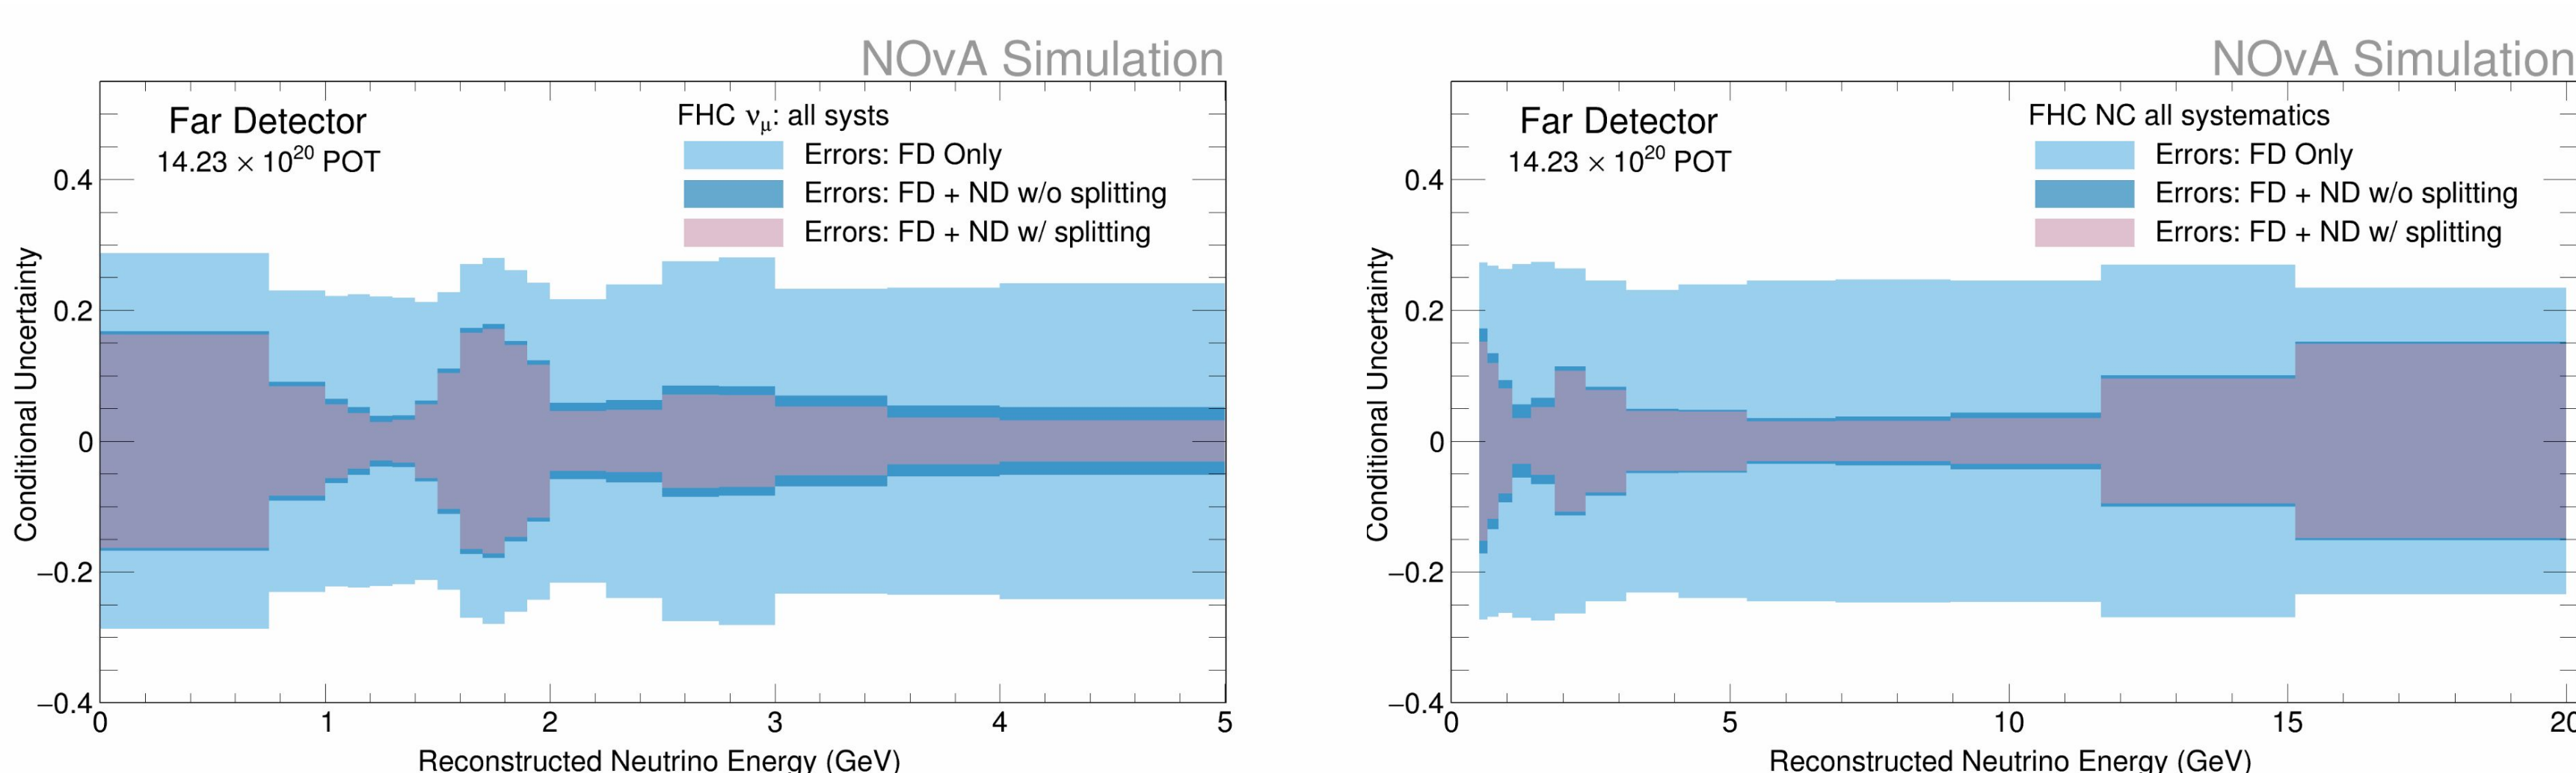 NOvA Simulation
Far Detector
14.23 × 10²⁰ POT
FHC νμ: all systs
Errors: FD Only
Errors: FD + ND w/o splitting
Errors: FD + ND w/ splitting
Conditional Uncertainty
0.4
0.2
0
−0.2
−0.4
0 1 2 3 4 5
Reconstructed Neutrino Energy (GeV)
NOvA Simulation
Far Detector
14.23 × 10²⁰ POT
FHC NC all systematics
Errors: FD Only
Errors: FD + ND w/o splitting
Errors: FD + ND w/ splitting
Conditional Uncertainty
0.4
0.2
0
−0.2
−0.4
0 5 10 15 20
Reconstructed Neutrino Energy (GeV)